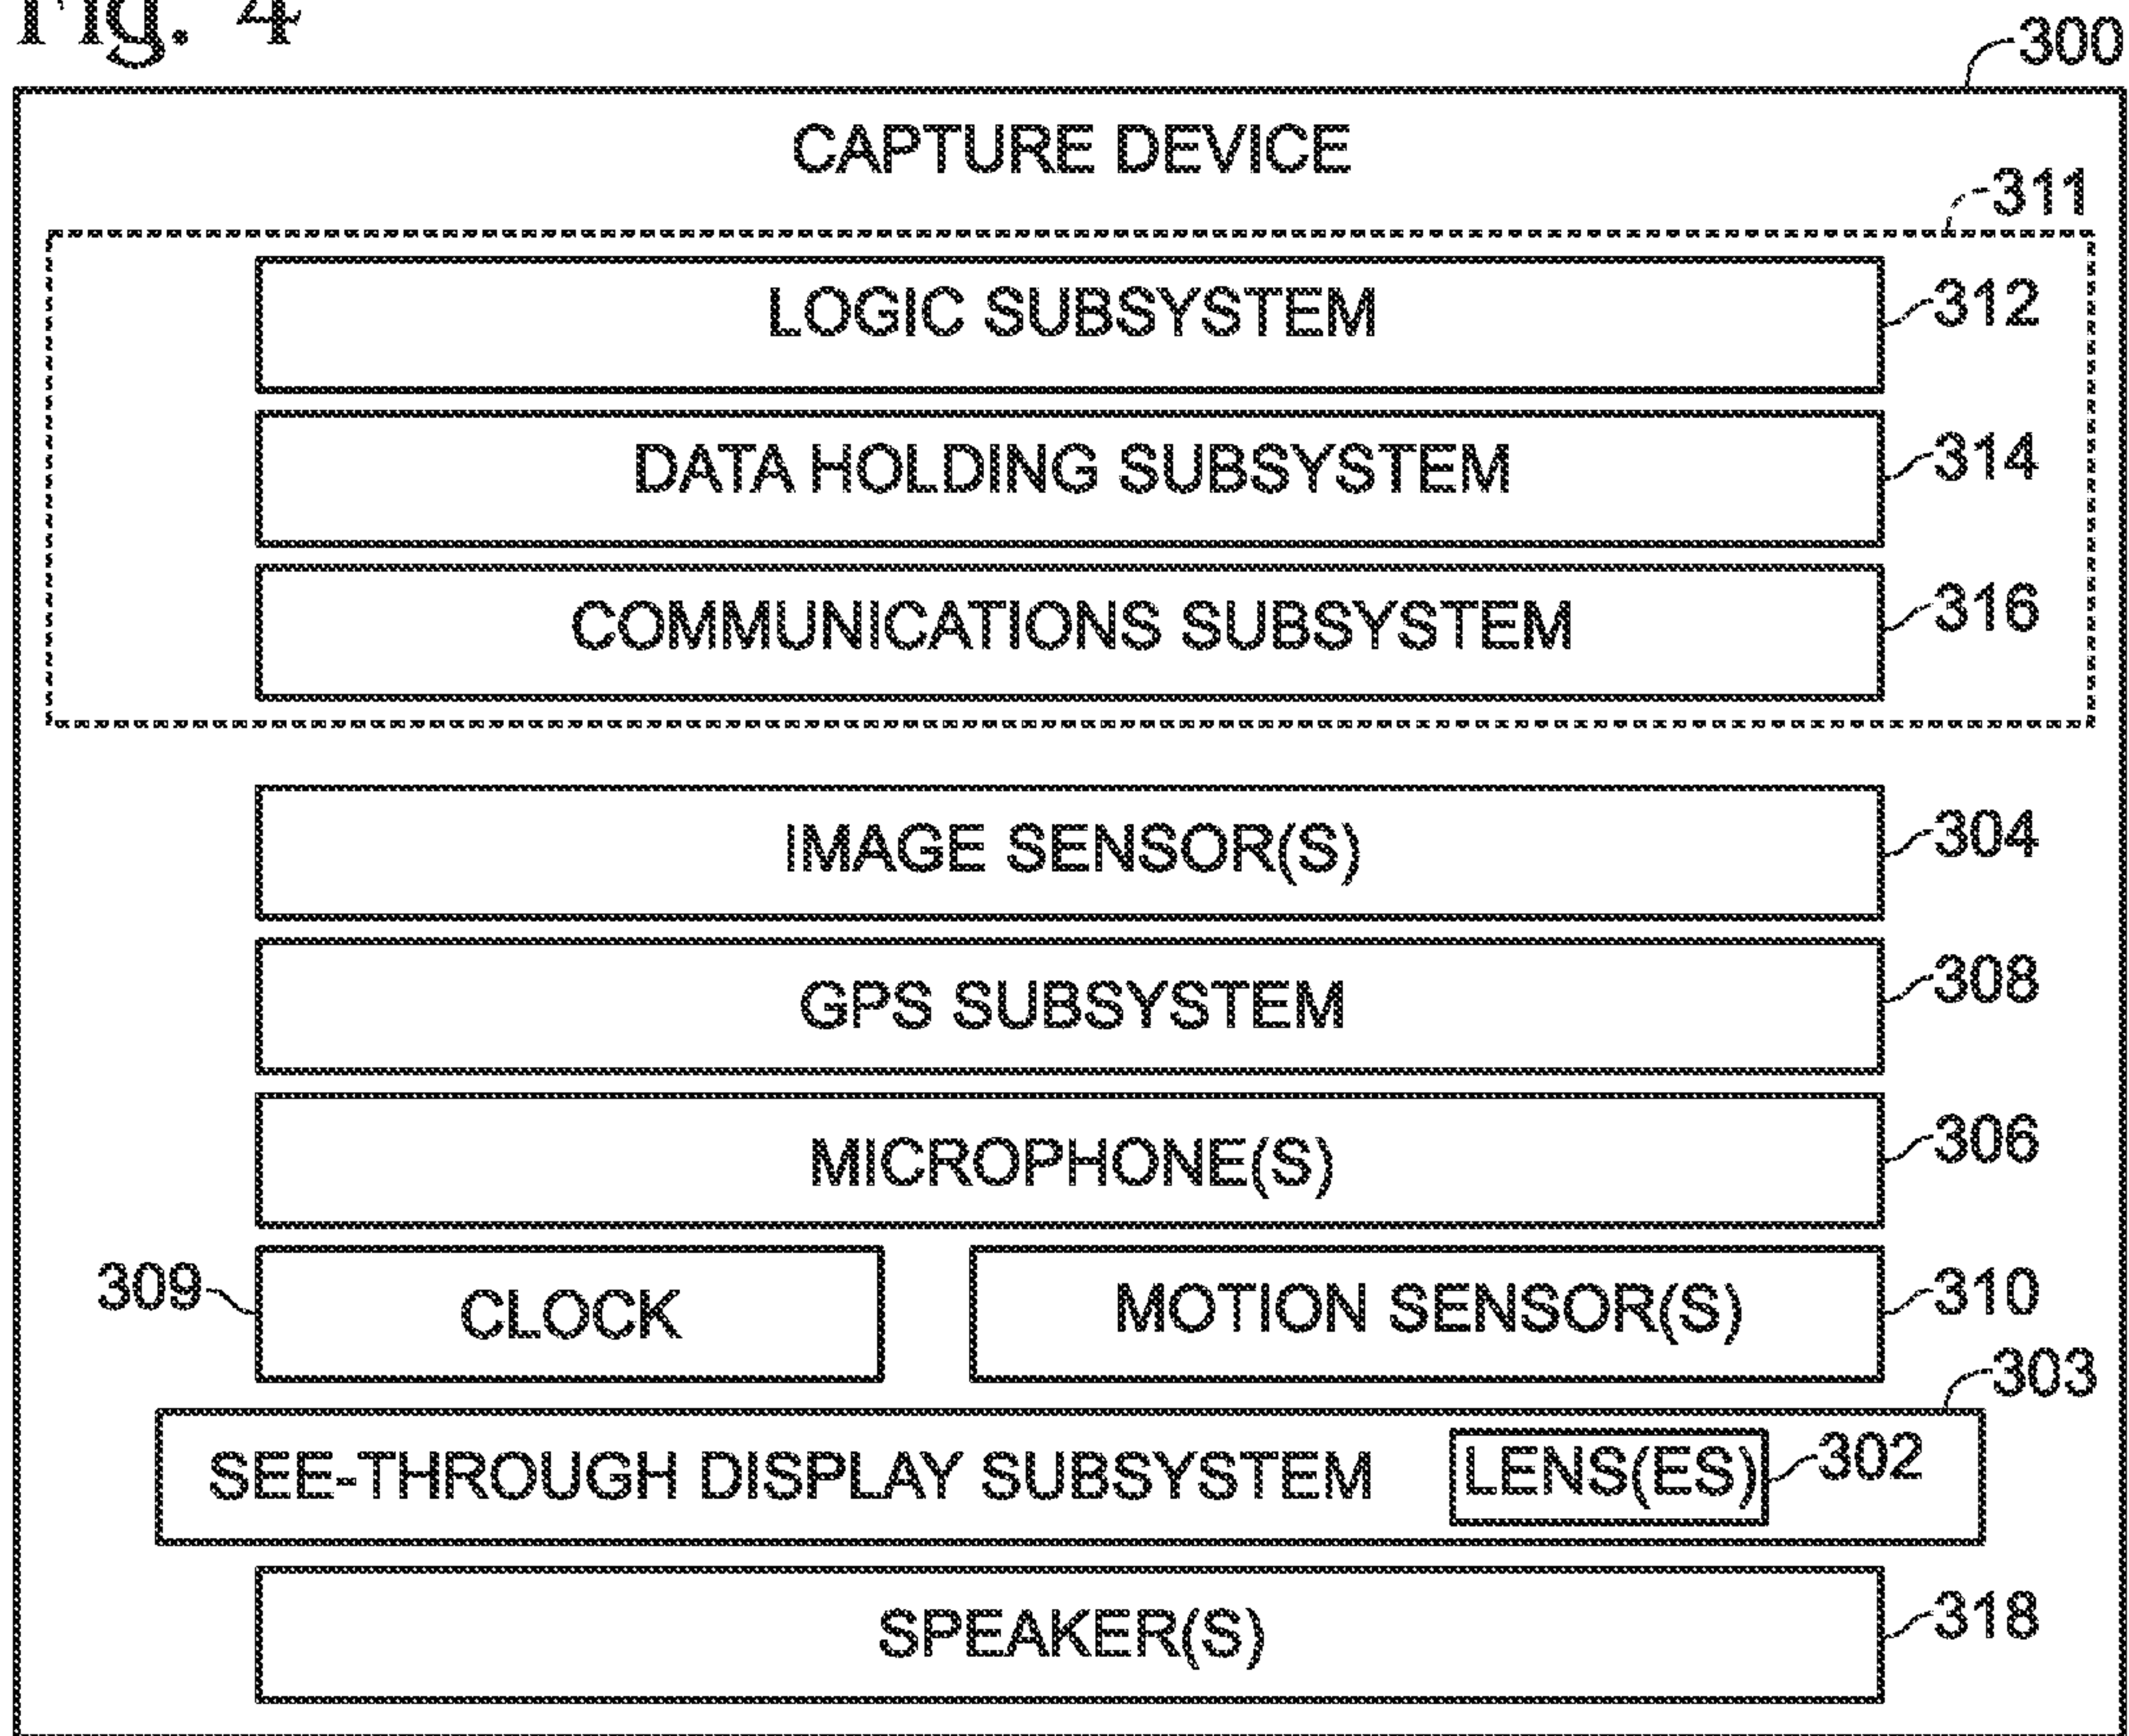 Fig. 4
300
CAPTURE DEVICE
311
LOGIC SUBSYSTEM 312
DATA HOLDING SUBSYSTEM 314
COMMUNICATIONS SUBSYSTEM 316
IMAGE SENSOR(S) 304
GPS SUBSYSTEM 308
MICROPHONE(S) 306
309 CLOCK MOTION SENSOR(S) 310
303
SEE-THROUGH DISPLAY SUBSYSTEM LENS(ES) 302
SPEAKER(S) 318